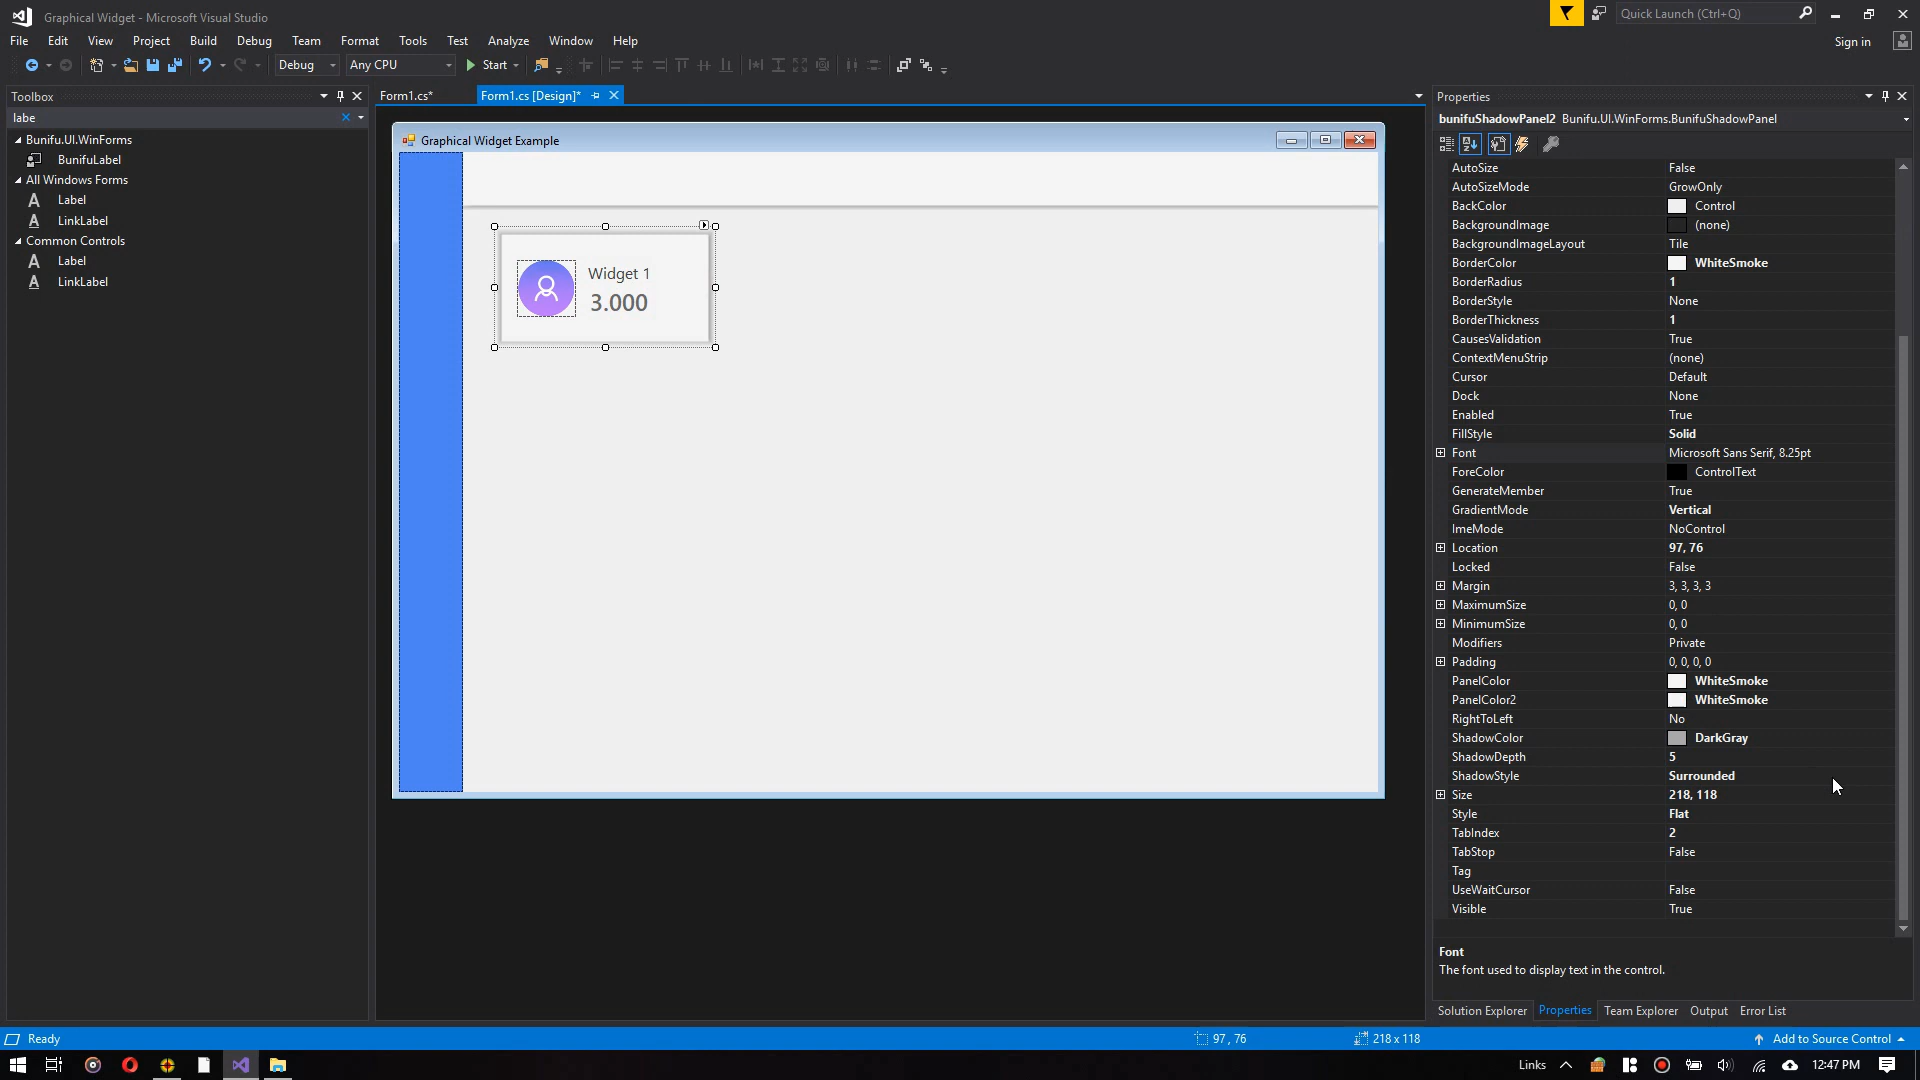 Graphical Widget - Microsoft Visual Studio
Quick Launch (Ctrl+Q)
File Edit View Project Build Debug Team Format Tools Test Analyze Window Help
Sign in
Debug Any CPU Start
Toolbox
Form1.cs*
Form1.cs [Design]*
Properties
labe
bunifuShadowPanel2 Bunifu.UI.WinForms.BunifuShadowPanel
Bunifu.UI.WinForms
BunifuLabel
All Windows Forms
Label
LinkLabel
Common Controls
Label
LinkLabel
Graphical Widget Example
Widget 1
3.000
AutoSize False
AutoSizeMode GrowOnly
BackColor Control
BackgroundImage (none)
BackgroundImageLayout Tile
BorderColor WhiteSmoke
BorderRadius 1
BorderStyle None
BorderThickness 1
CausesValidation True
ContextMenuStrip (none)
Cursor Default
Dock None
Enabled True
FillStyle Solid
Font Microsoft Sans Serif, 8.25pt
ForeColor ControlText
GenerateMember True
GradientMode Vertical
ImeMode NoControl
Location 97, 76
Locked False
Margin 3, 3, 3, 3
MaximumSize 0, 0
MinimumSize 0, 0
Modifiers Private
Padding 0, 0, 0, 0
PanelColor WhiteSmoke
PanelColor2 WhiteSmoke
RightToLeft No
ShadowColor DarkGray
ShadowDepth 5
ShadowStyle Surrounded
Size 218, 118
Style Flat
TabIndex 2
TabStop False
Tag
UseWaitCursor False
Visible True
Font
The font used to display text in the control.
Solution Explorer Properties Team Explorer Output Error List
Ready
97 , 76
218 x 118
Add to Source Control
Links
12:47 PM